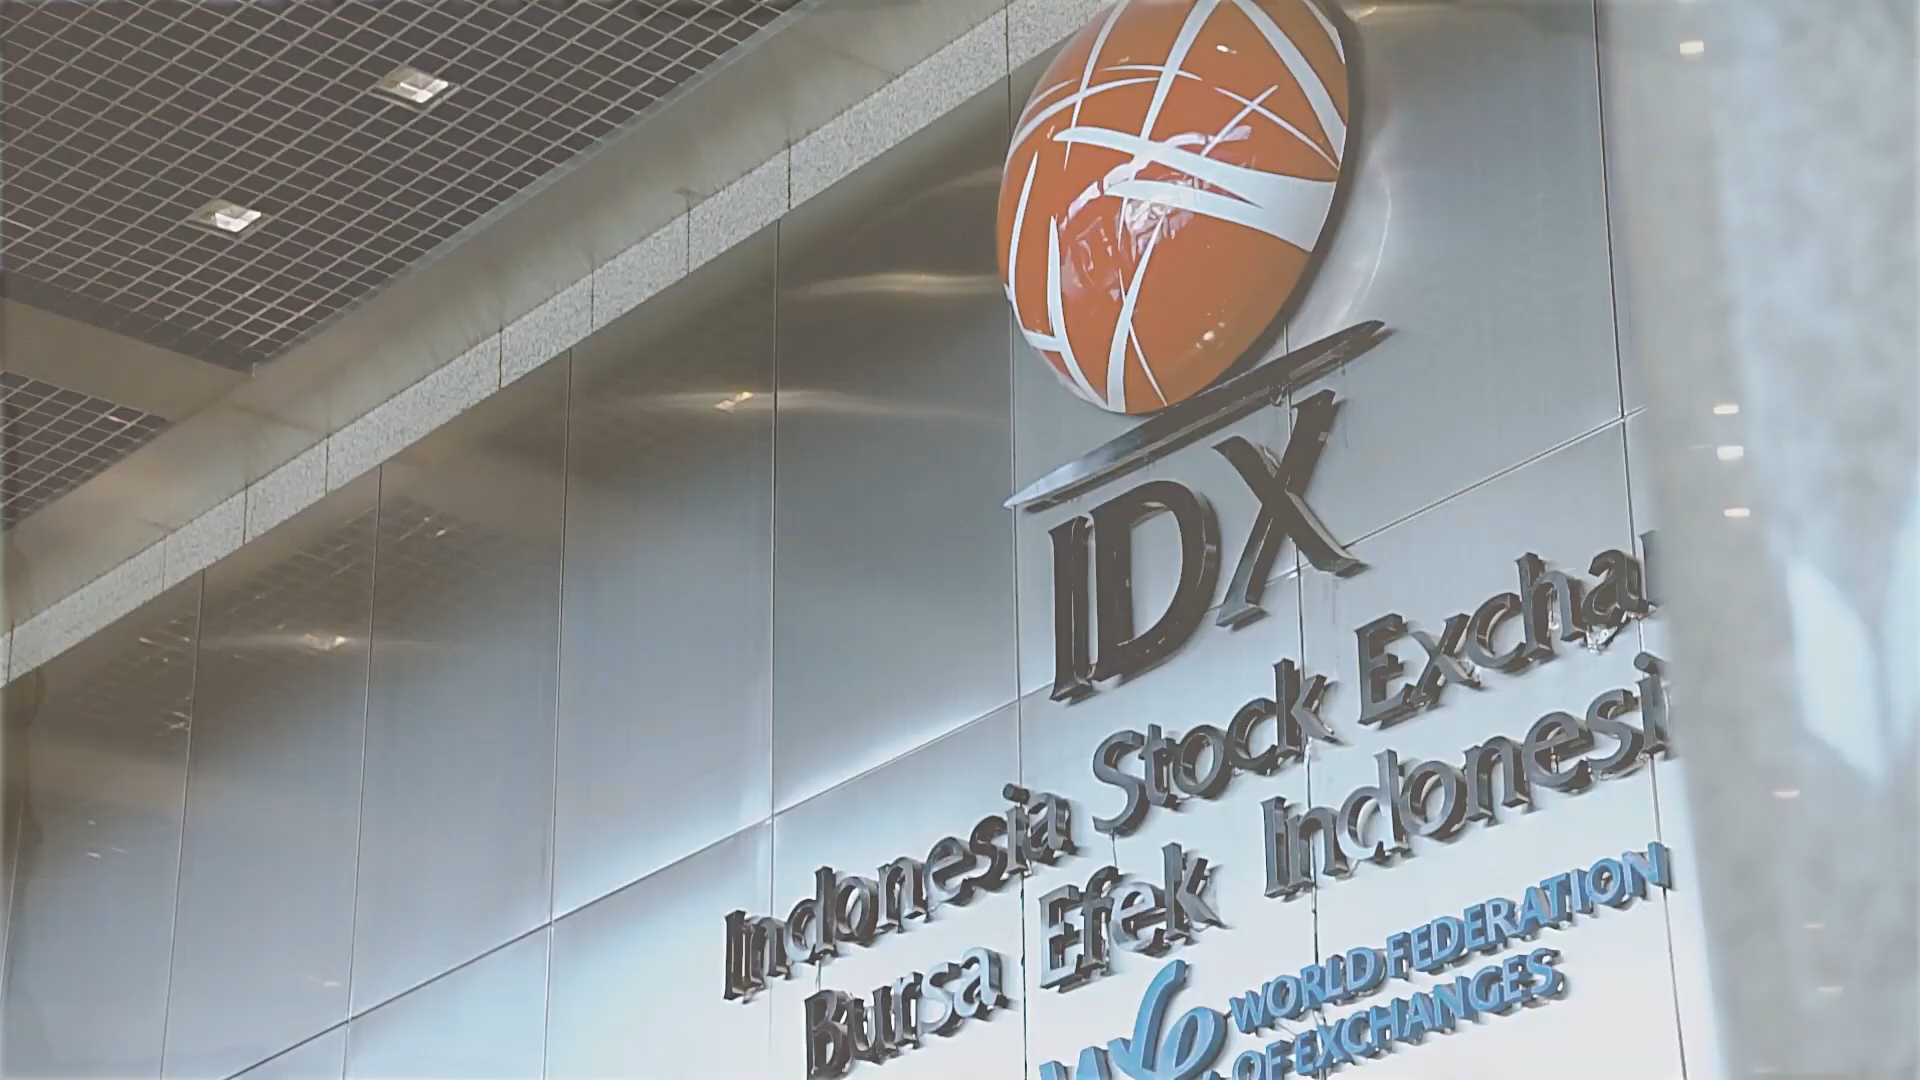 IDX
Indonesia Stock Excha
Bursa Efek Indonesi
WORLD FEDERATION
OF EXCHANGES